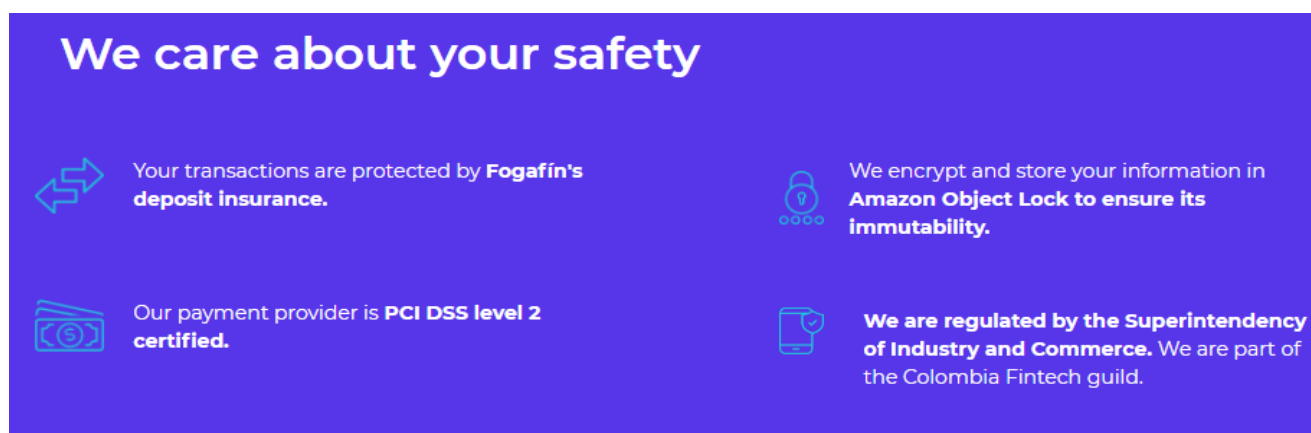 We care about your safety
Your transactions are protected by Fogafín's
deposit insurance.
We encrypt and store your information in
Amazon Object Lock to ensure its
immutability.
Our payment provider is PCI DSS level 2
certified.
We are regulated by the Superintendency
of Industry and Commerce. We are part of
the Colombia Fintech guild.